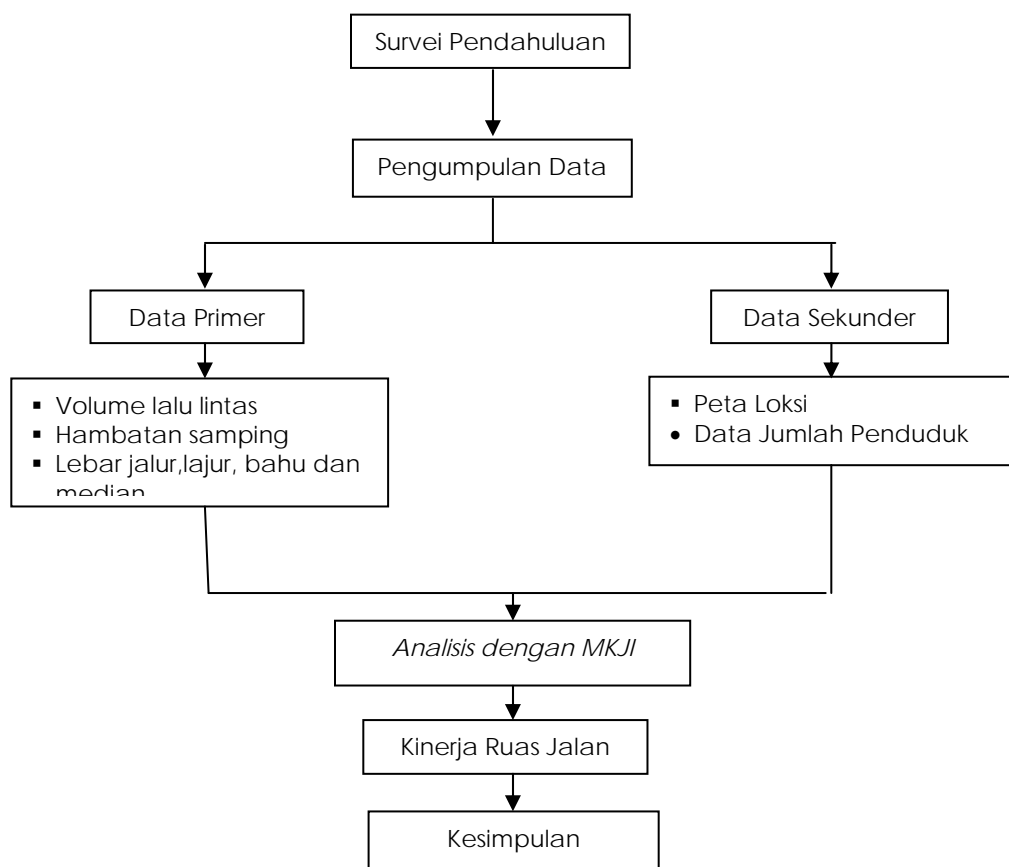 Survei Pendahuluan
Pengumpulan Data
Data Primer
Data Sekunder
▪ Volume lalu lintas
▪ Hambatan samping
▪ Lebar jalur,lajur, bahu dan
median
▪ Peta Loksi
● Data Jumlah Penduduk
Analisis dengan MKJI
Kinerja Ruas Jalan
Kesimpulan